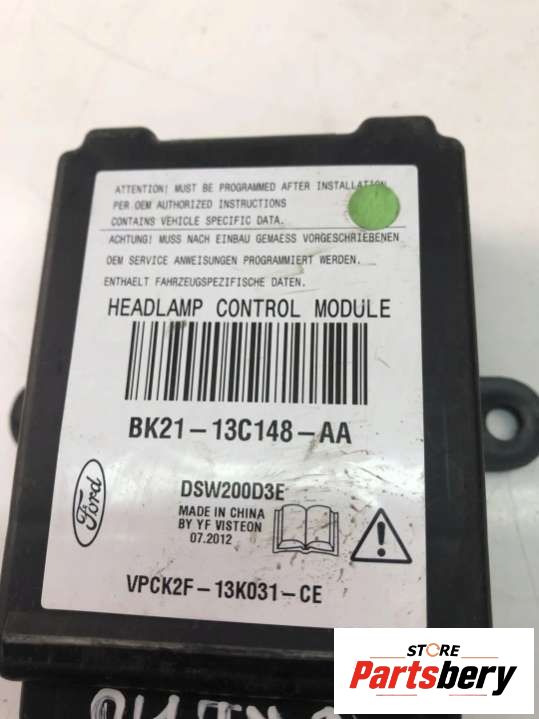 ATTENTION! MUST BE PROGRAMMED AFTER INSTALLATION
PER OEM AUTHORIZED INSTRUCTIONS
CONTAINS VEHICLE SPECIFIC DATA.
ACHTUNG! MUSS NACH EINBAU GEMAESS VORGESCHRIEBENEN
OEM SERVICE ANWEISUNGEN PROGRAMMIERT WERDEN.
ENTHAELT FAHRZEUGSPEZIFISCHE DATEN.
HEADLAMP CONTROL MODULE
BK21-13C148-AA
Ford
DSW200D3E
MADE IN CHINA
BY YF VISTEON
07.2012
VPCK2F-13K031-CE
STORE
Partsbery